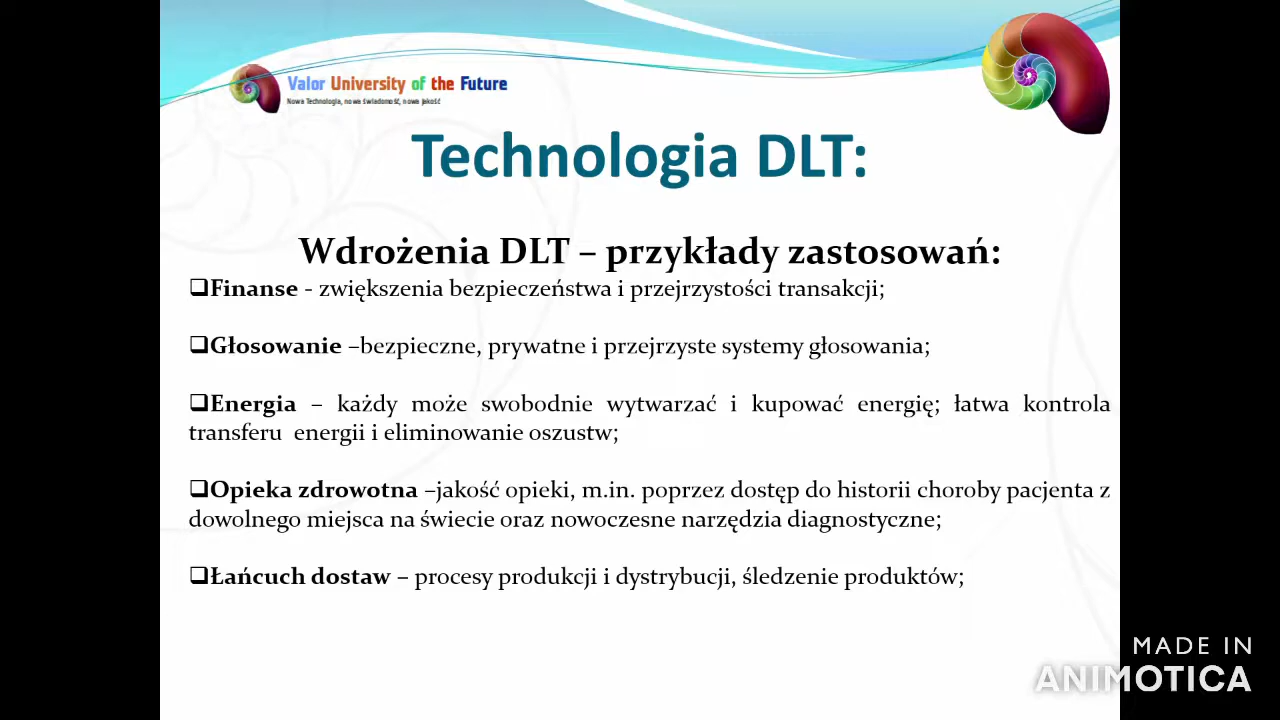 Valor University of the Future
Nowa Technologia, nowa świadomość, nowa jakość
Technologia DLT:
Wdrożenia DLT – przykłady zastosowań:
❑Finanse - zwiększenia bezpieczeństwa i przejrzystości transakcji;
❑Głosowanie –bezpieczne, prywatne i przejrzyste systemy głosowania;
❑Energia – każdy może swobodnie wytwarzać i kupować energię; łatwa kontrola
transferu energii i eliminowanie oszustw;
❑Opieka zdrowotna –jakość opieki, m.in. poprzez dostęp do historii choroby pacjenta z
dowolnego miejsca na świecie oraz nowoczesne narzędzia diagnostyczne;
❑Łańcuch dostaw – procesy produkcji i dystrybucji, śledzenie produktów;
MADE IN
ANIMOTICA